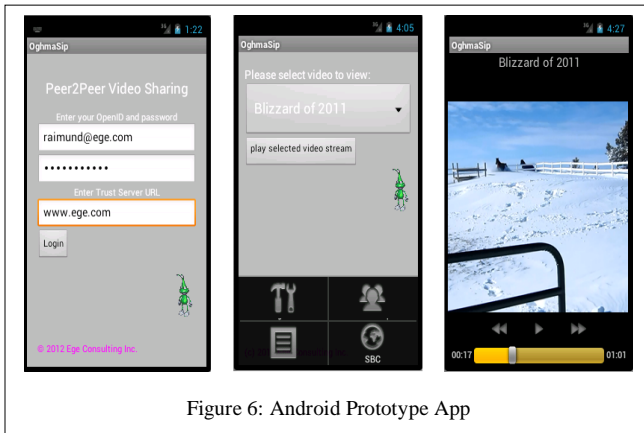 1:22
OghmaSip
Peer2Peer Video Sharing
Enter your OpenID and password
raimund@ege.com
•••••••••••
Enter Trust Server URL
www.ege.com
Login
© 2012 Ege Consulting Inc.
4:05
OghmaSip
Please select video to view:
Blizzard of 2011
play selected video stream
SBC
4:27
OghmaSip
Blizzard of 2011
00:17
01:01
Figure 6: Android Prototype App